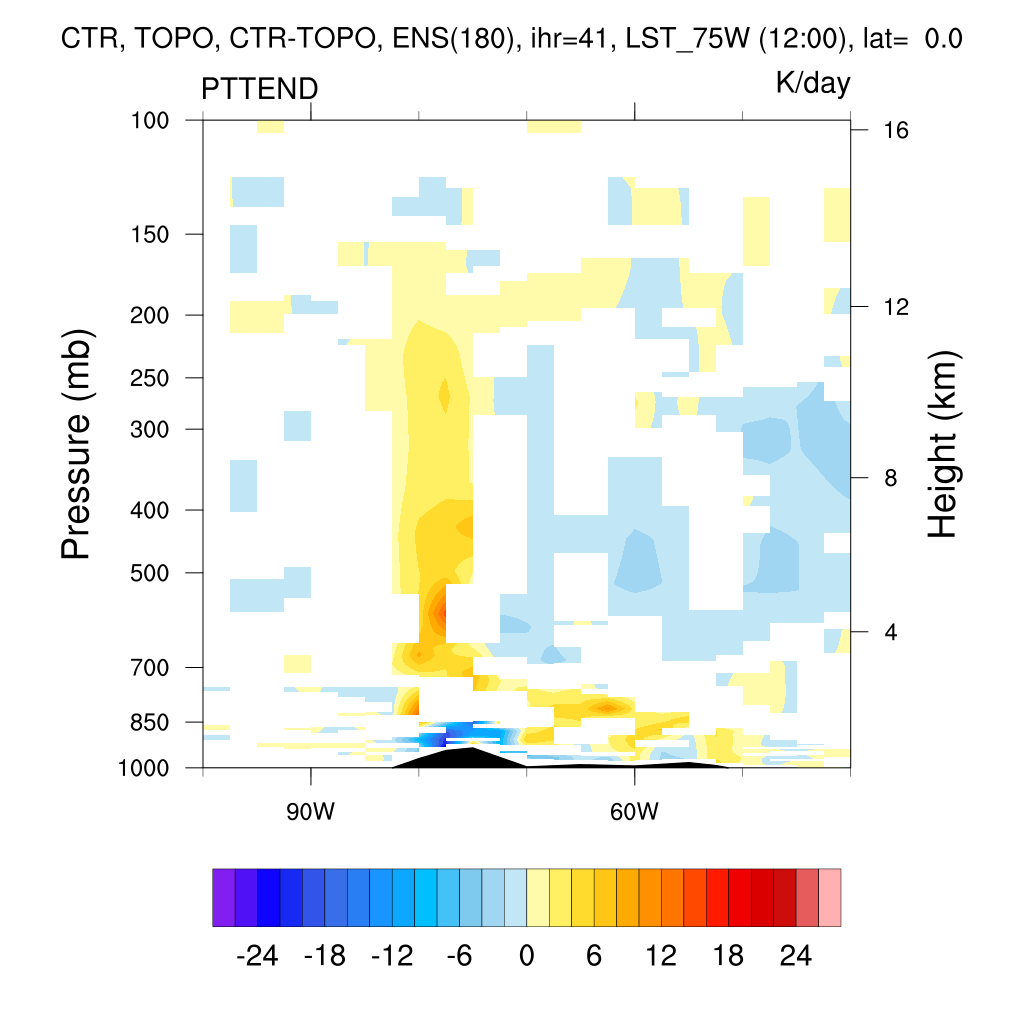 CTR, TOPO, CTR-TOPO, ENS(180), ihr=41, LST_75W (12:00), lat= 0.0
PTTEND K/day
100
150
200
250
300
400
500
700
850
1000
Pressure (mb)
16
12
8
4
Height (km)
90W 60W
-24 -18 -12 -6 0 6 12 18 24